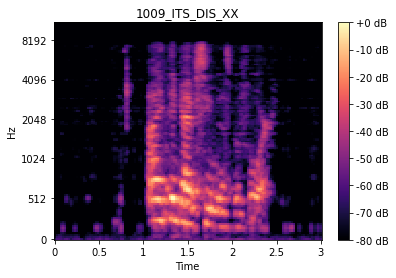 1009_ITS_DIS_XX
+0 dB
8192
-10 dB
4096
-20 dB
-30 dB
Hz
2048
-40 dB
1024
-50 dB
512
-60 dB
-70 dB
0
-80 dB
0 0.5 1 1.5 2 2.5 3
Time